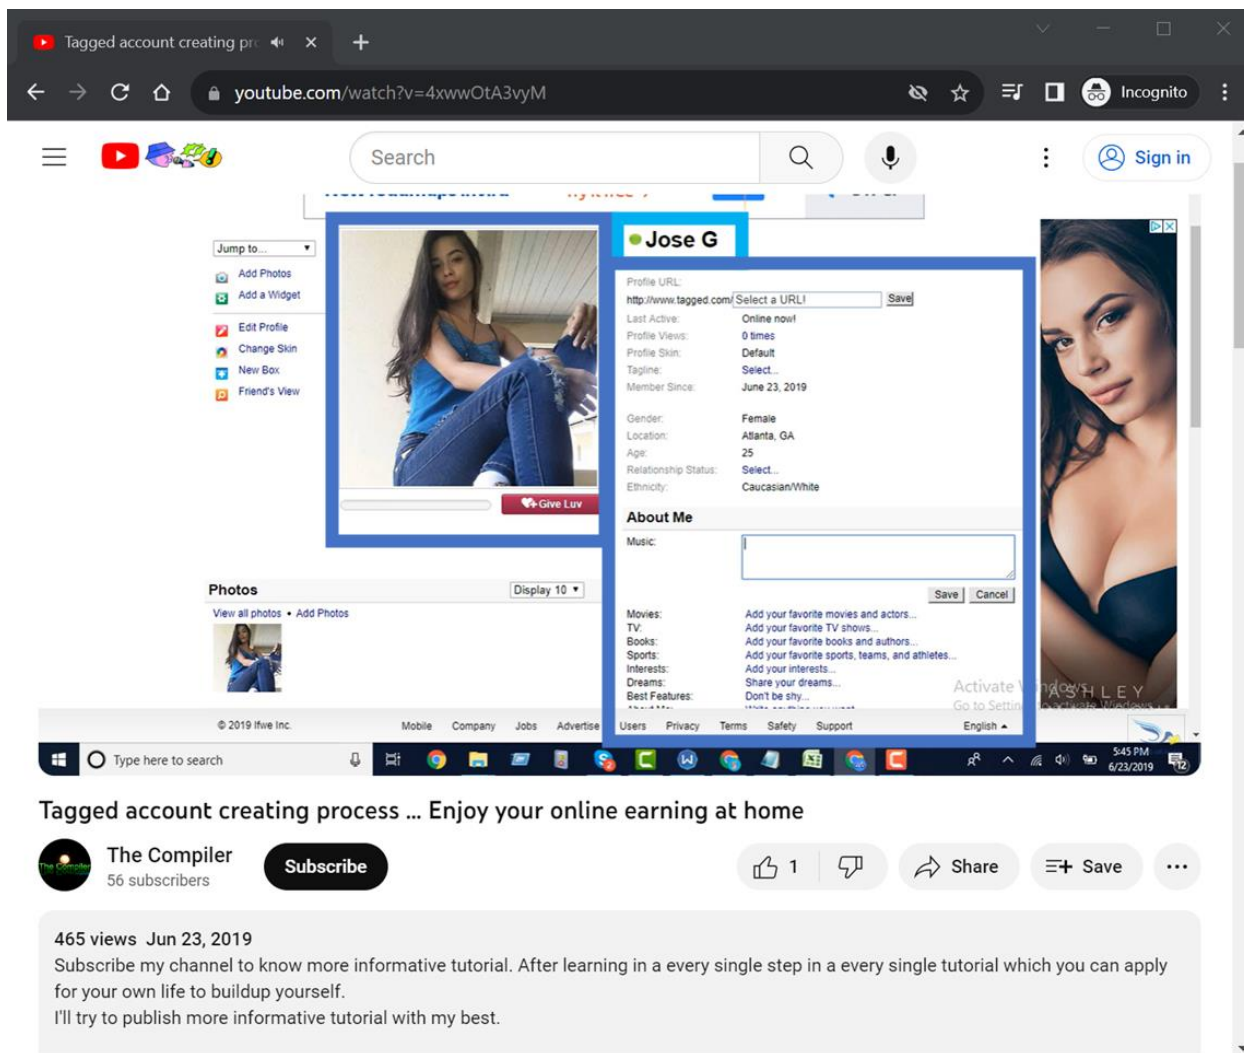 Tagged account creating pro
youtube.com/watch?v=4xwwOtA3vyM
Incognito
Search
Sign in
Jump to...
Add Photos
Add a Widget
Edit Profile
Change Skin
New Box
Friend's View
Give Luv
Photos
Display 10
View all photos • Add Photos
Jose G
Profile URL:
http://www.tagged.com/ Select a URL! Save
Last Active: Online now!
Profile Views: 0 times
Profile Skin: Default
Tagline: Select...
Member Since: June 23, 2019
Gender: Female
Location: Atlanta, GA
Age: 25
Relationship Status: Select...
Ethnicity: Caucasian/White
About Me
Music:
Save Cancel
Movies: Add your favorite movies and actors...
TV: Add your favorite TV shows...
Books: Add your favorite books and authors...
Sports: Add your favorite sports, teams, and athletes...
Interests: Add your interests...
Dreams: Share your dreams...
Best Features: Don't be shy...
ASHLEY
Activate Windows
Go to Settings to activate Windows.
© 2019 Ifwe Inc. Mobile Company Jobs Advertise Users Privacy Terms Safety Support English
Type here to search
5:45 PM
6/23/2019
12
Tagged account creating process ... Enjoy your online earning at home
The Compiler
The Compiler
56 subscribers
Subscribe
1
Share
Save
465 views Jun 23, 2019
Subscribe my channel to know more informative tutorial. After learning in a every single step in a every single tutorial which you can apply
for your own life to buildup yourself.
I'll try to publish more informative tutorial with my best.